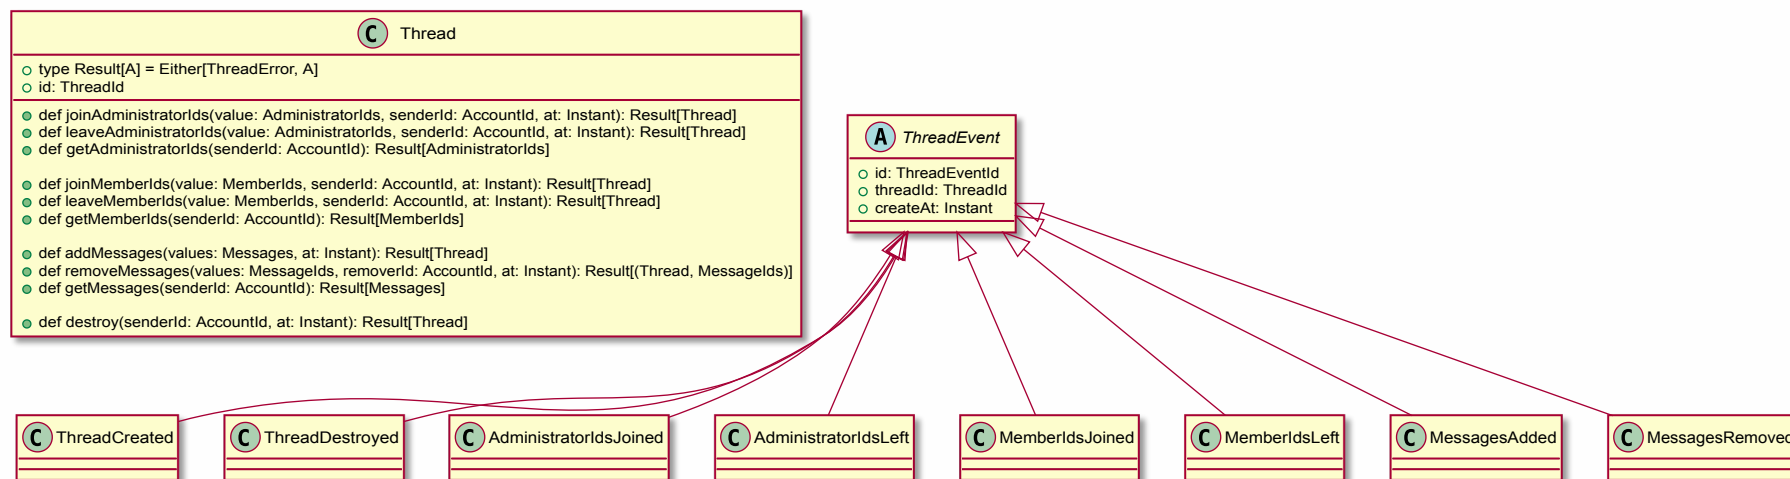 C Thread
type Result[A] = Either[ThreadError, A]
id: ThreadId
def joinAdministratorIds(value: AdministratorIds, senderId: AccountId, at: Instant): Result[Thread]
def leaveAdministratorIds(value: AdministratorIds, senderId: AccountId, at: Instant): Result[Thread]
def getAdministratorIds(senderId: AccountId): Result[AdministratorIds]
def joinMemberIds(value: MemberIds, senderId: AccountId, at: Instant): Result[Thread]
def leaveMemberIds(value: MemberIds, senderId: AccountId, at: Instant): Result[Thread]
def getMemberIds(senderId: AccountId): Result[MemberIds]
def addMessages(values: Messages, at: Instant): Result[Thread]
def removeMessages(values: MessageIds, removerId: AccountId, at: Instant): Result[(Thread, MessageIds)]
def getMessages(senderId: AccountId): Result[Messages]
def destroy(senderId: AccountId, at: Instant): Result[Thread]
A ThreadEvent
id: ThreadEventId
threadId: ThreadId
createAt: Instant
C ThreadCreated
C ThreadDestroyed
C AdministratorIdsJoined
C AdministratorIdsLeft
C MemberIdsJoined
C MemberIdsLeft
C MessagesAdded
C MessagesRemoved